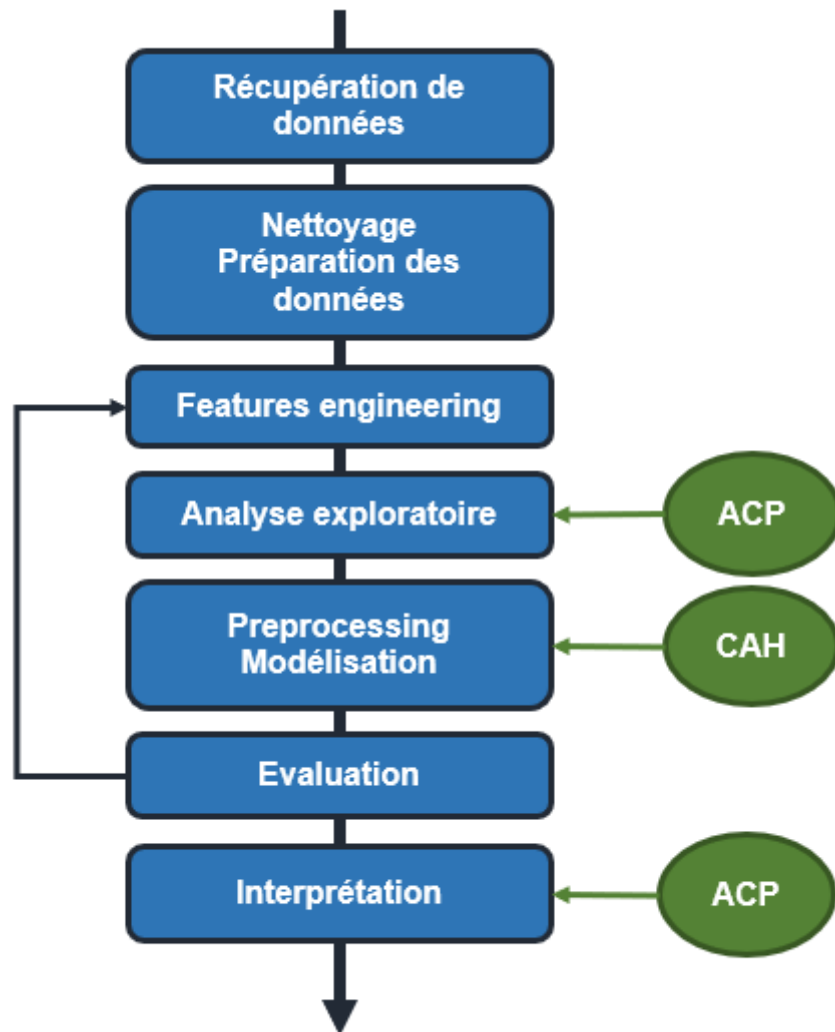 Récupération de
données
Nettoyage
Préparation des
données
Features engineering
Analyse exploratoire
ACP
Preprocessing
Modélisation
CAH
Evaluation
Interprétation
ACP